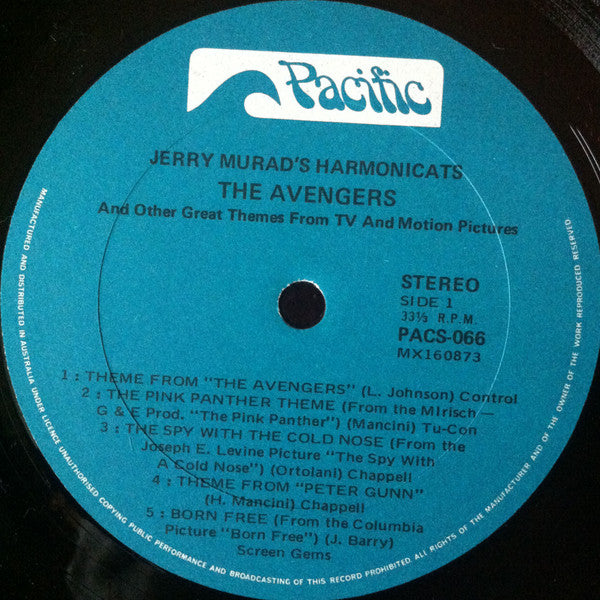 Pacific
JERRY MURAD'S HARMONICATS
THE AVENGERS
And Other Great Themes From TV And Motion Pictures
STEREO
SIDE 1
33⅓ R.P.M.
PACS-066
MX160873
1 : THEME FROM "THE AVENGERS" (L. Johnson) Control
2 : THE PINK PANTHER THEME (From the MIrisch —
G & E Prod. "The Pink Panther") (Mancini) Tu-Con
3 : THE SPY WITH THE COLD NOSE (From the
Joseph E. Levine Picture "The Spy With
A Cold Nose") (Ortolani) Chappell
4 : THEME FROM "PETER GUNN"
(H. Mancini) Chappell
5 : BORN FREE (From the Columbia
Picture "Born Free") (J. Barry)
Screen Gems
MANUFACTURED AND DISTRIBUTED IN AUSTRALIA UNDER LICENCE UNAUTHORISED COPYING PUBLIC PERFORMANCE AND BROADCASTING OF THIS RECORD PROHIBITED. ALL RIGHTS OF THE MANUFACTURER AND OF THE OWNER OF THE WORK REPRODUCED RESERVED